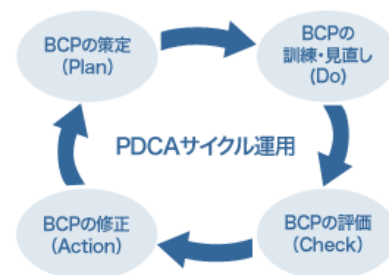 BCPの策定
(Plan)
BCPの
訓練・見直し
(Do)
PDCAサイクル運用
BCPの修正
(Action)
BCPの評価
(Check)